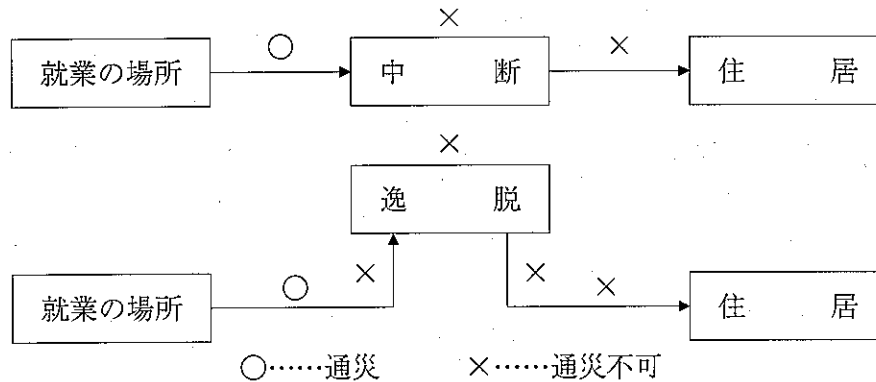 ×
就業の場所 ○ 中断 × 住居
×
逸脱
就業の場所 ○ × × × 住居
○……通災 ×……通災不可